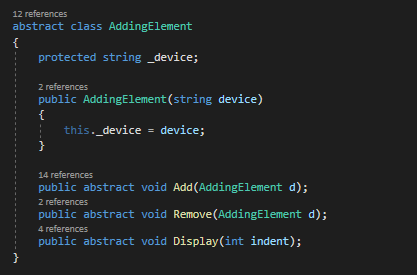 12 references
abstract class AddingElement
{
protected string _device;
2 references
public AddingElement(string device)
{
this._device = device;
}
14 references
public abstract void Add(AddingElement d);
2 references
public abstract void Remove(AddingElement d);
4 references
public abstract void Display(int indent);
}